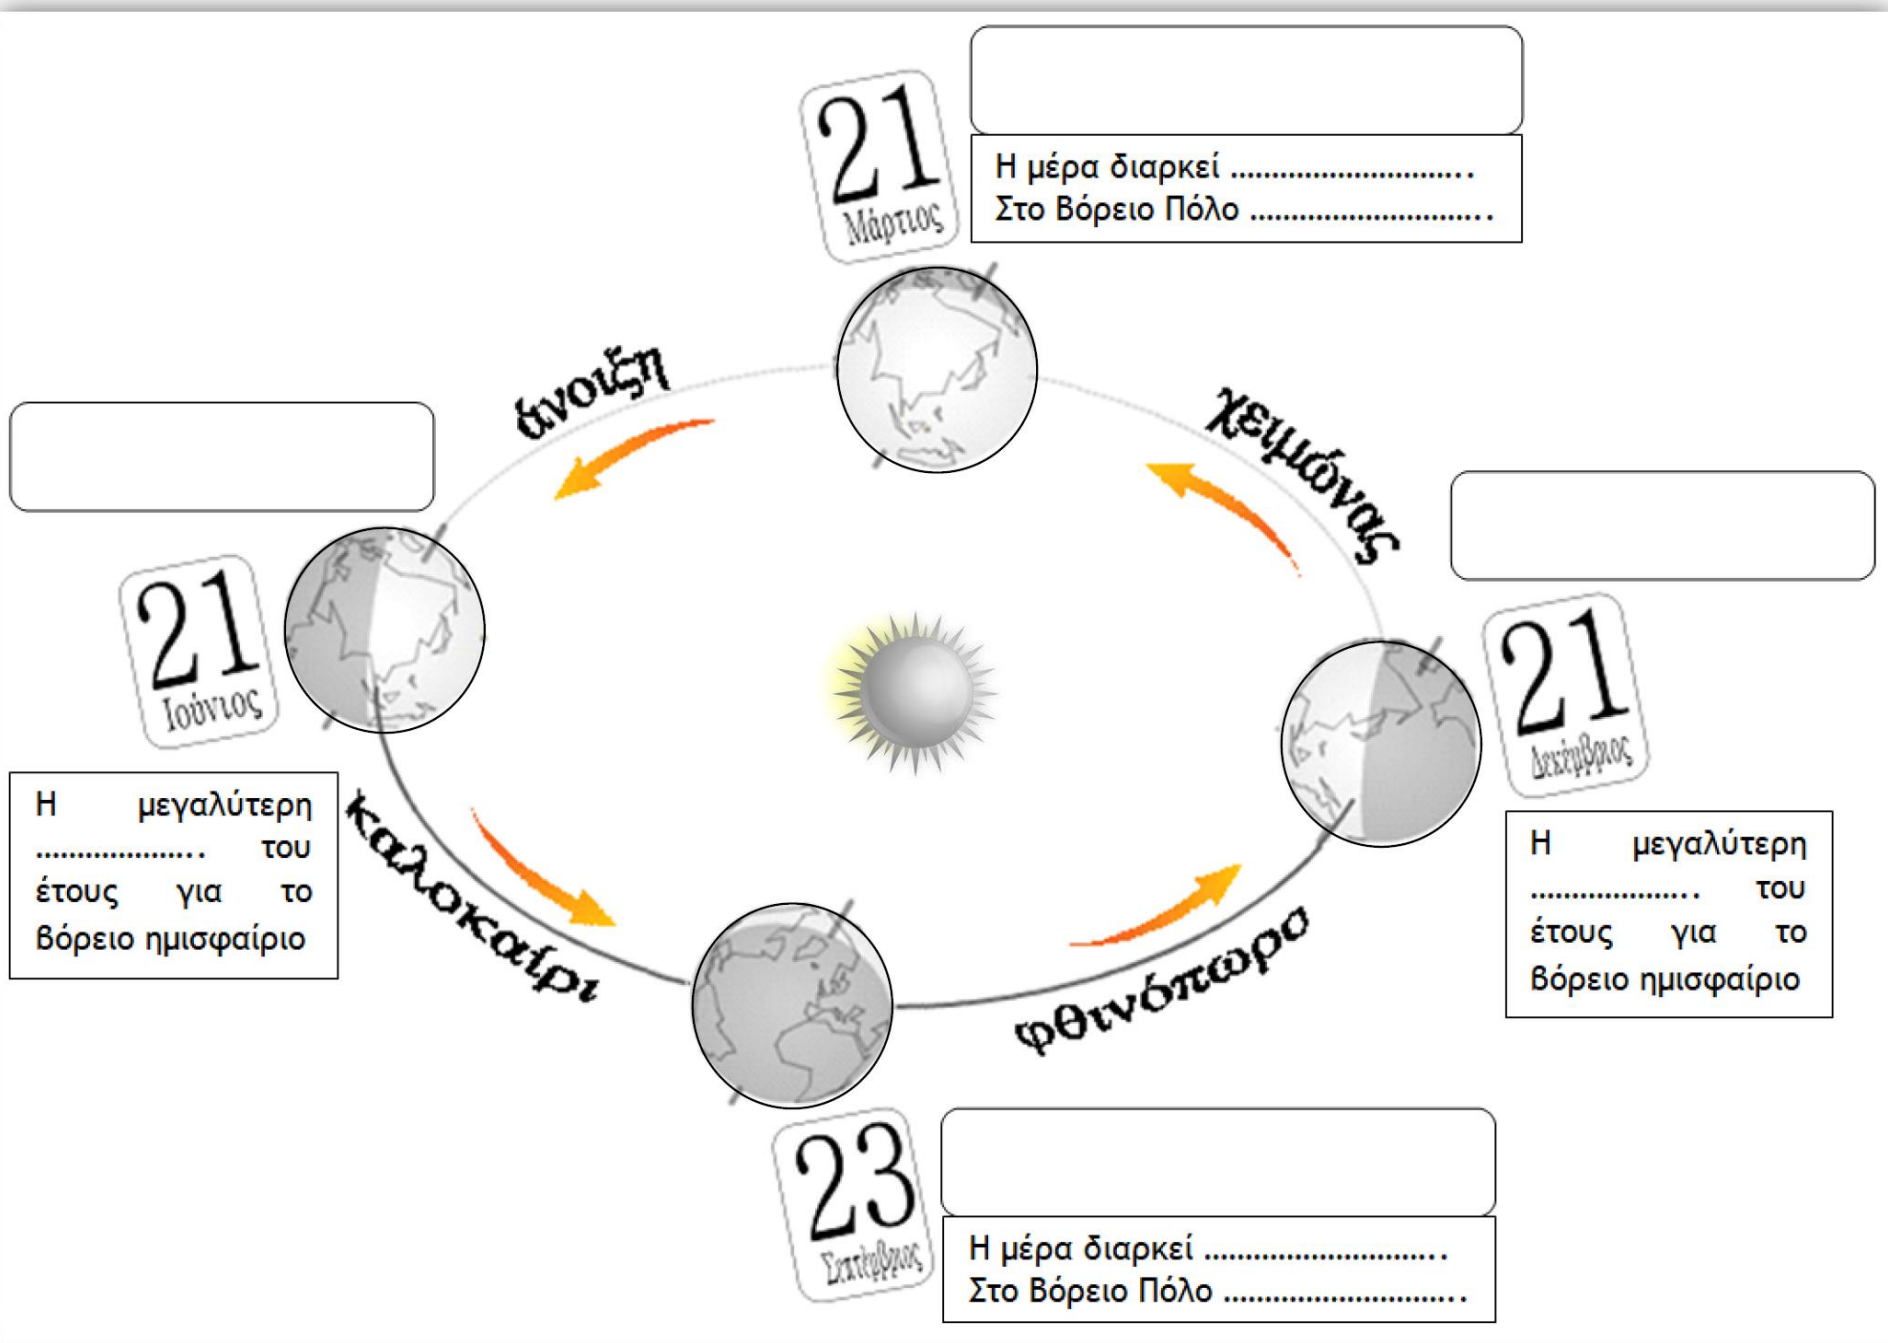 21
Μάρτιος
Η μέρα διαρκεί ..............................
Στο Βόρειο Πόλο ..............................
άνοιξη
χειμώνας
21
Ιούνιος
21
Δεκέμβριος
Η μεγαλύτερη
..................... του
έτους για το
βόρειο ημισφαίριο
καλοκαίρι
φθινόπωρο
Η μεγαλύτερη
..................... του
έτους για το
βόρειο ημισφαίριο
23
Σεπτέμβριος
Η μέρα διαρκεί ..............................
Στο Βόρειο Πόλο ..............................